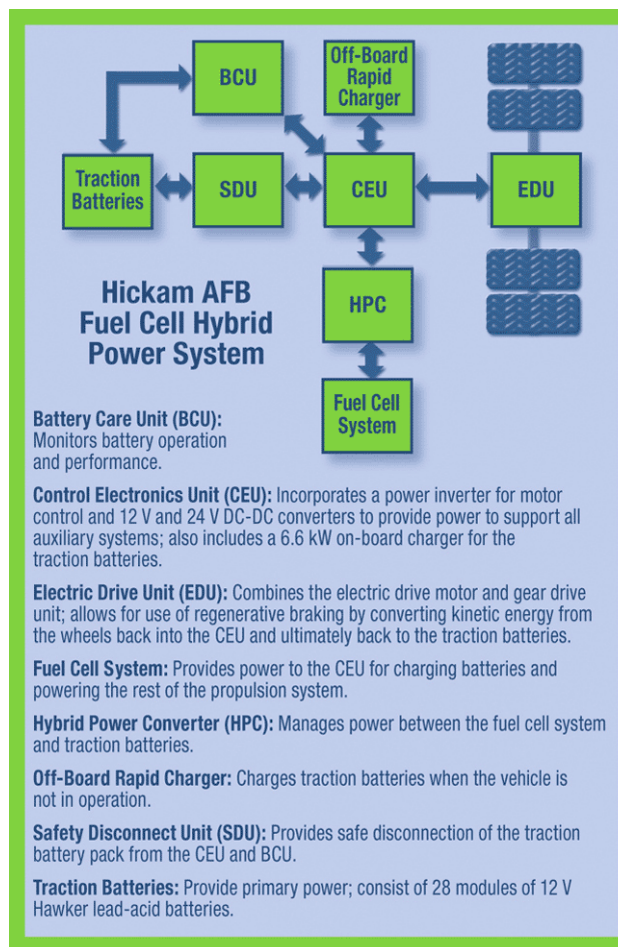 BCU
Off-Board
Rapid
Charger
Traction
Batteries
SDU
CEU
EDU
HPC
Fuel Cell
System
Hickam AFB
Fuel Cell Hybrid
Power System
Battery Care Unit (BCU):
Monitors battery operation
and performance.
Control Electronics Unit (CEU): Incorporates a power inverter for motor
control and 12 V and 24 V DC-DC converters to provide power to support all
auxiliary systems; also includes a 6.6 kW on-board charger for the
traction batteries.
Electric Drive Unit (EDU): Combines the electric drive motor and gear drive
unit; allows for use of regenerative braking by converting kinetic energy from
the wheels back into the CEU and ultimately back to the traction batteries.
Fuel Cell System: Provides power to the CEU for charging batteries and
powering the rest of the propulsion system.
Hybrid Power Converter (HPC): Manages power between the fuel cell system
and traction batteries.
Off-Board Rapid Charger: Charges traction batteries when the vehicle is
not in operation.
Safety Disconnect Unit (SDU): Provides safe disconnection of the traction
battery pack from the CEU and BCU.
Traction Batteries: Provide primary power; consist of 28 modules of 12 V
Hawker lead-acid batteries.